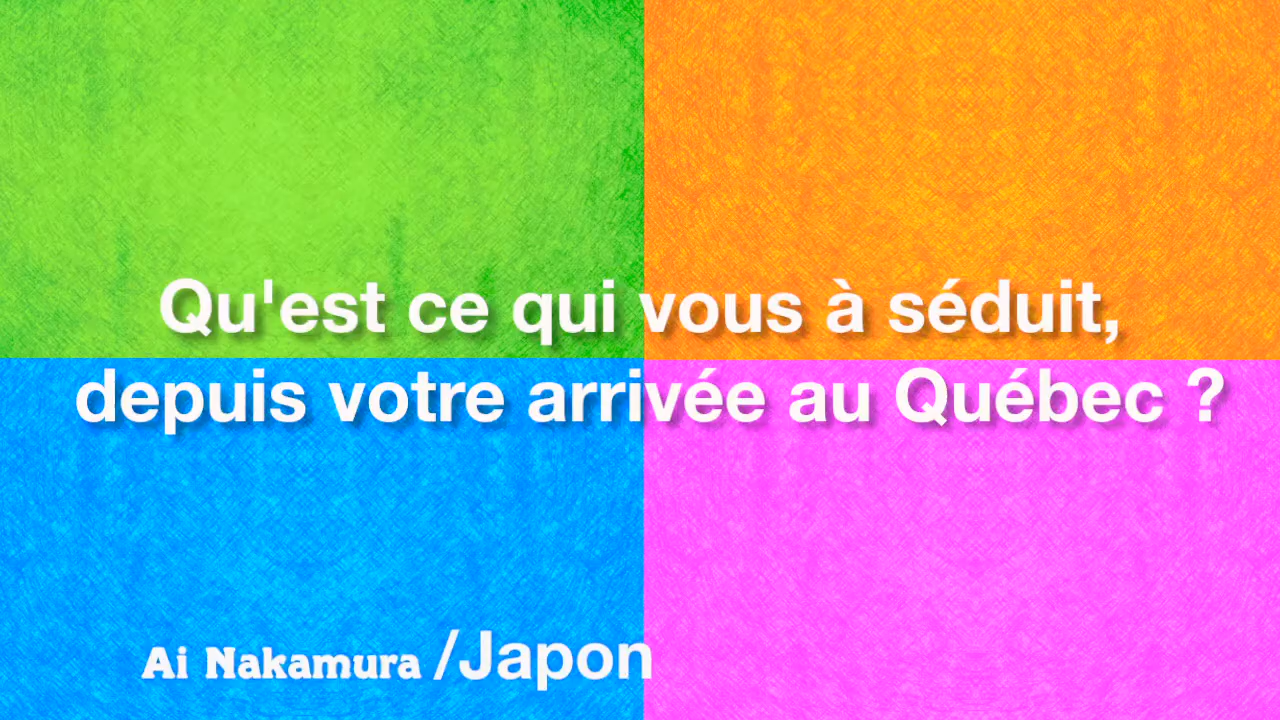 Qu'est ce qui vous à séduit,
depuis votre arrivée au Québec ?
Ai Nakamura /Japon